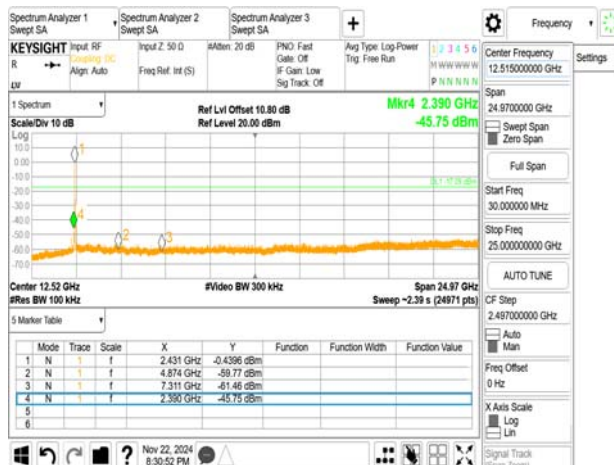 Spectrum Analyzer 1
Swept SA
Spectrum Analyzer 2
Swept SA
Spectrum Analyzer 3
Swept SA
+
Frequency
Settings
KEYSIGHT
R
Input: RF
Coupling: DC
Align: Auto
Input Z: 50 Ω
Freq Ref: Int (S)
#Atten: 20 dB
PNO: Fast
Gate: Off
IF Gain: Low
Sig Track: Off
Avg Type: Log-Power
Trig: Free Run
1 2 3 4 5 6
M W W W W W
P N N N N N
1 Spectrum
Scale/Div 10 dB
Ref Lvl Offset 10.80 dB
Ref Level 20.00 dBm
Mkr4 2.390 GHz
-45.75 dBm
Log
10.0
0.00
-10.0
-20.0
-30.0
-40.0
-50.0
-60.0
-70.0
1
4
2
3
Center 12.52 GHz
#Res BW 100 kHz
#Video BW 300 kHz
Span 24.97 GHz
Sweep ~2.39 s (24971 pts)
5 Marker Table
Mode Trace Scale X Y Function Function Width Function Value
1 N 1 f 2.431 GHz -0.4396 dBm
2 N 1 f 4.874 GHz -59.77 dBm
3 N 1 f 7.311 GHz -61.46 dBm
4 N 1 f 2.390 GHz -45.75 dBm
5
6
Nov 22, 2024
8:30:52 PM
Center Frequency
12.515000000 GHz
Span
24.9700000 GHz
Swept Span
Zero Span
Full Span
Start Freq
30.000000 MHz
Stop Freq
25.000000000 GHz
AUTO TUNE
CF Step
2.497000000 GHz
Auto
Man
Freq Offset
0 Hz
X Axis Scale
Log
Lin
Signal Track